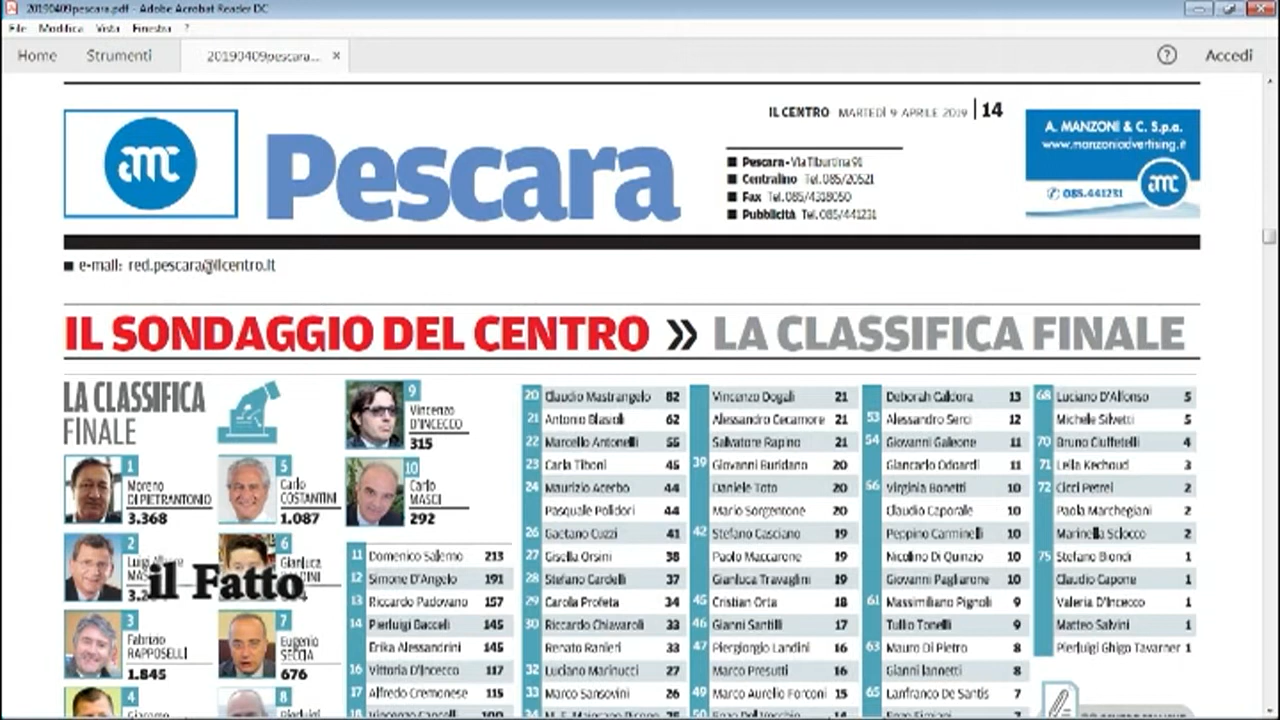 20190409pescara.pdf - Adobe Acrobat Reader DC
File Modifica Vista Finestra ?
Home Strumenti 20190409pescara... × ? Accedi
IL CENTRO MARTEDÌ 9 APRILE 2019 14
amc
Pescara
Pescara - Via Tiburtina 91
Centralino Tel. 085/20521
Fax Tel. 085/4318050
Pubblicità Tel. 085/441231
A. MANZONI & C. S.p.a.
www.manzoniadvertising.it
085.441231
amc
e-mail: red.pescara@ilcentro.it
IL SONDAGGIO DEL CENTRO » LA CLASSIFICA FINALE
LA CLASSIFICA
FINALE
1 Moreno
DI PIETRANTONIO
3.368
2
3 Fabrizio
RAPPOSELLI
1.845
4
5 Carlo
COSTANTINI
1.087
6 Gianluca
7 Eugenio
SECCIA
676
8 Pierluigi
il Fatto
9 Vincenzo
D'INCECCO
315
10 Carlo
MASCI
292
11 Domenico Salerno 213
12 Simone D'Angelo 191
13 Riccardo Padovano 157
14 Pierluigi Bacceli 145
Erika Alessandrini 145
16 Vittoria D'Incecco 117
17 Alfredo Cremonese 115
20 Claudio Mastrangelo 82
21 Antonio Blasioli 62
22 Marcello Antonelli 55
23 Carla Tiboni 45
24 Maurizio Acerbo 44
Pasquale Polidori 44
26 Gaetano Cuzzi 41
27 Gisella Orsini 38
28 Stefano Cardelli 37
29 Carola Profeta 34
30 Riccardo Chiavaroli 33
Renato Ranieri 33
32 Luciano Marinucci 27
33 Marco Sansovini 26
Vincenzo Dogali 21
Alessandro Cecamore 21
Salvatore Rapino 21
39 Giovanni Buridano 20
Daniele Toto 20
Mario Sorgentone 20
42 Stefano Casciano 19
Paolo Maccarone 19
Gianluca Travaglini 19
45 Cristian Orta 18
46 Gianni Santilli 17
47 Piergiorgio Landini 16
Marco Presutti 16
49 Marco Aurelio Forconi 15
Deborah Caldora 13
53 Alessandro Serci 12
54 Giovanni Galeone 11
Giancarlo Odoardi 11
56 Virginia Bonetti 10
Claudio Caporale 10
Peppino Carminelli 10
Nicolino Di Quinzio 10
Giovanni Pagliarone 10
61 Massimiliano Pignoli 9
Tullio Tonelli 9
63 Mauro Di Pietro 8
Gianni Iannetti 8
65 Lanfranco De Santis 7
68 Luciano D'Alfonso 5
Michele Silvetti 5
70 Bruno Ciuffetelli 4
71 Leila Kechoud 3
72 Cicci Petrei 2
Paola Marchegiani 2
Marinella Sclocco 2
75 Stefano Biondi 1
Claudio Capone 1
Valeria D'Incecco 1
Matteo Salvini 1
Pierluigi Ghigo Tavarner 1